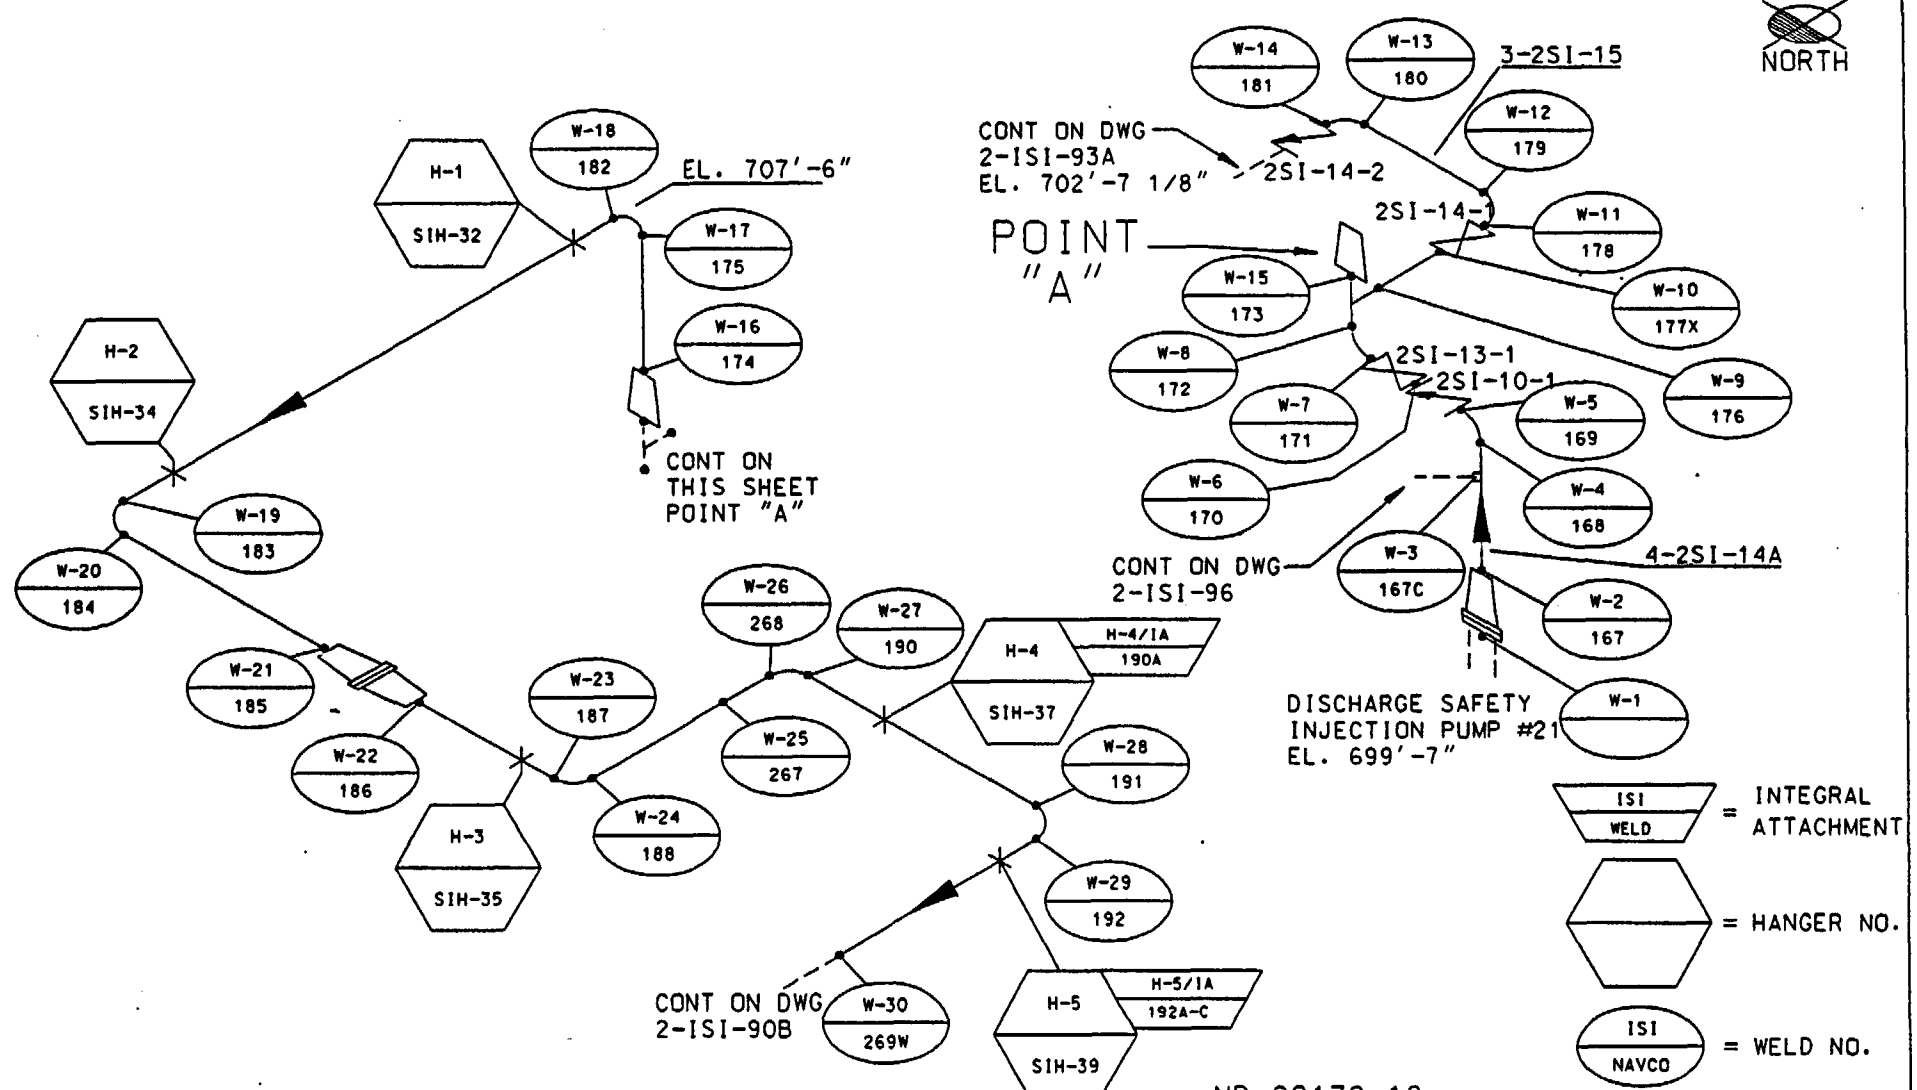 NORTH
W-14
181
W-13
180
3-2SI-15
W-12
179
CONT ON DWG
2-ISI-93A
EL. 702'-7 1/8"
2SI-14-2
2SI-14-1
W-11
178
POINT
"A"
W-15
173
W-10
177X
W-8
172
2SI-13-1
2SI-10-1
W-9
176
W-7
171
W-5
169
W-6
170
W-4
168
CONT ON DWG
2-ISI-96
W-3
167C
4-2SI-14A
W-2
167
W-1
DISCHARGE SAFETY
INJECTION PUMP #21
EL. 699'-7"
H-1
SIH-32
W-18
182
EL. 707'-6"
W-17
175
W-16
174
CONT ON
THIS SHEET
POINT "A"
H-2
SIH-34
W-19
183
W-20
184
W-21
185
W-22
186
H-3
SIH-35
W-23
187
W-24
188
W-26
268
W-25
267
W-27
190
H-4
SIH-37
H-4/IA
190A
W-28
191
W-29
192
CONT ON DWG
2-ISI-90B
W-30
269W
H-5
SIH-39
H-5/IA
192A-C
ISI
WELD
= INTEGRAL
ATTACHMENT
= HANGER NO.
ISI
NAVCO
= WELD NO.